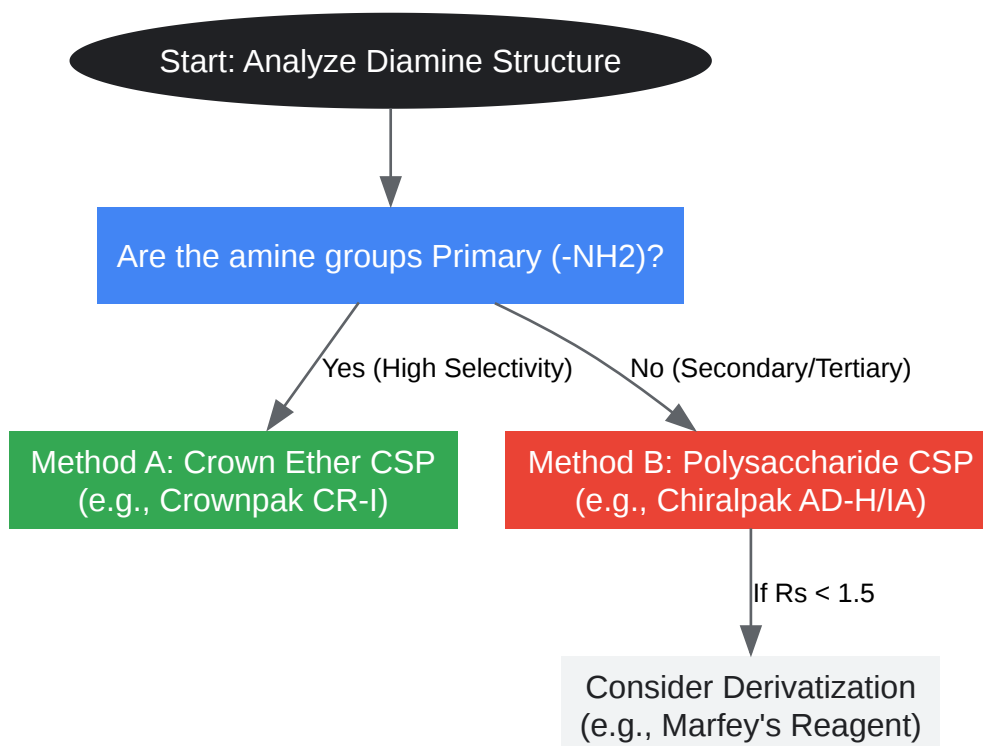 Start: Analyze Diamine Structure
Are the amine groups Primary (-NH2)?
Yes (High Selectivity)
No (Secondary/Tertiary)
Method A: Crown Ether CSP
(e.g., Crownpak CR-I)
Method B: Polysaccharide CSP
(e.g., Chiralpak AD-H/IA)
If Rs < 1.5
Consider Derivatization
(e.g., Marfey's Reagent)